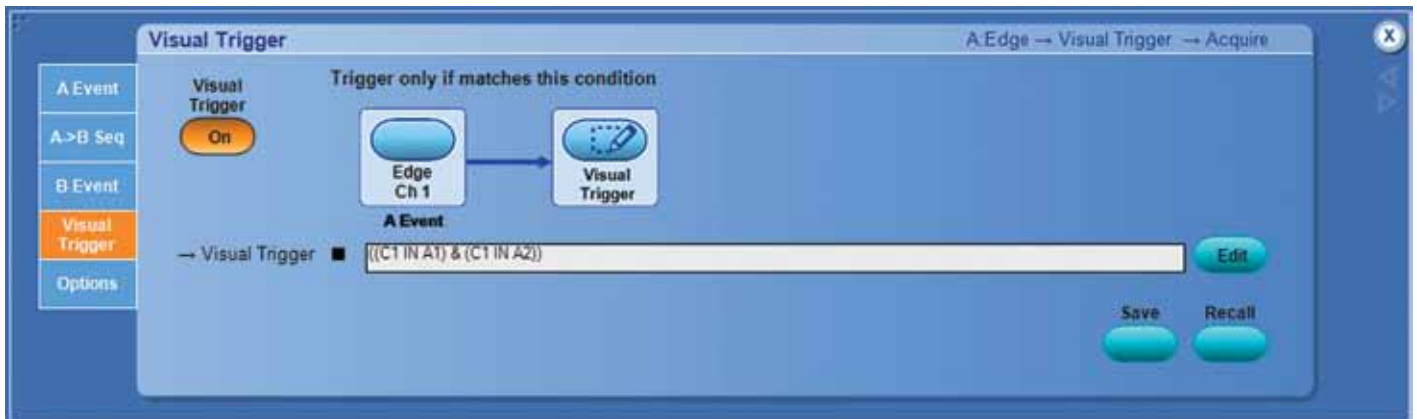 Visual Trigger
A:Edge → Visual Trigger → Acquire
X
A Event
A->B Seq
B Event
Visual
Trigger
Options
Visual
Trigger
On
Trigger only if matches this condition
Edge
Ch 1
A Event
Visual
Trigger
→ Visual Trigger
((C1 IN A1) & (C1 IN A2))
Edit
Save
Recall